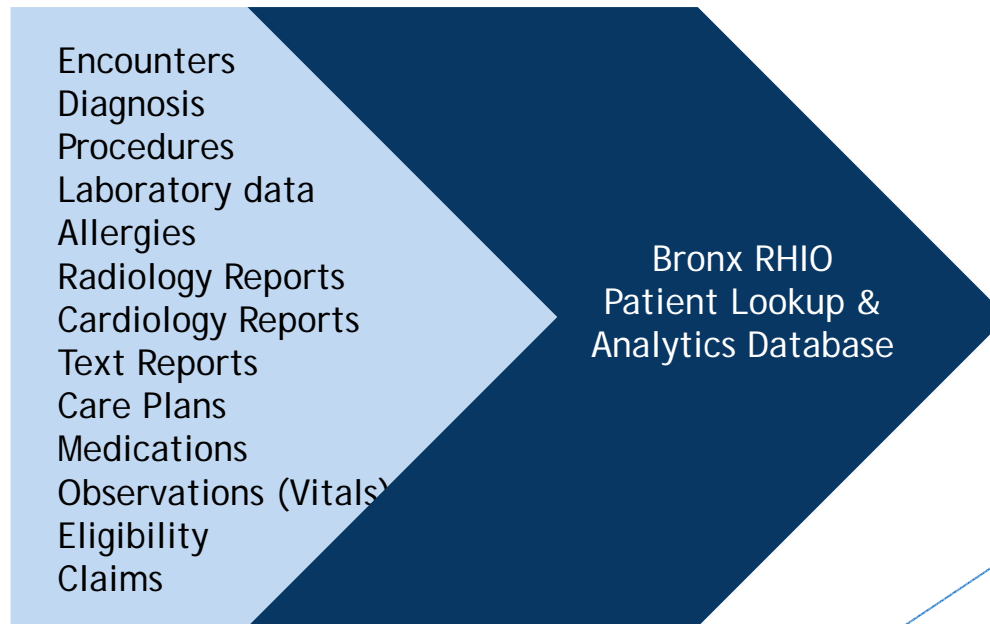 Encounters
Diagnosis
Procedures
Laboratory data
Allergies
Radiology Reports
Cardiology Reports
Text Reports
Care Plans
Medications
Observations (Vitals)
Eligibility
Claims
Bronx RHIO
Patient Lookup &
Analytics Database